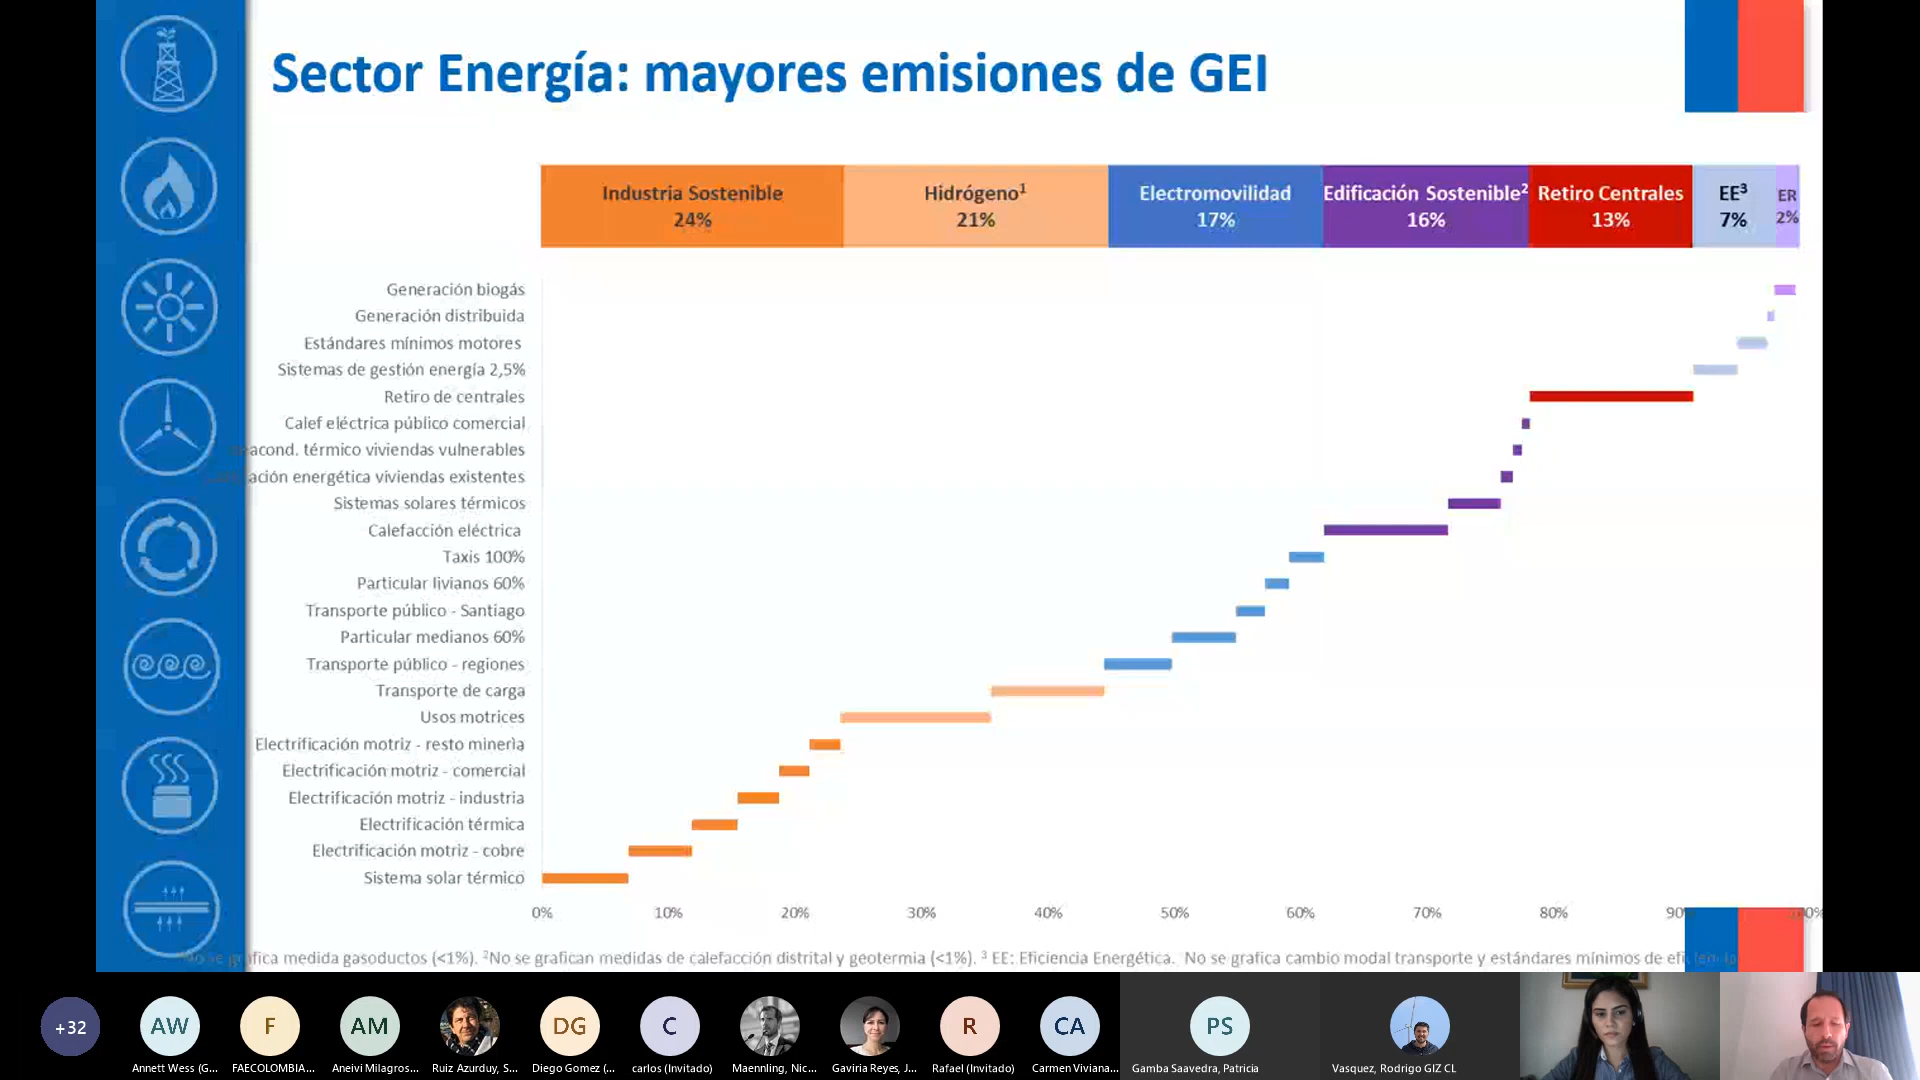 Sector Energía: mayores emisiones de GEI
Industria Sostenible
24%
Hidrógeno¹
21%
Electromovilidad
17%
Edificación Sostenible²
16%
Retiro Centrales
13%
EE³
7%
ER
2%
Generación biogás
Generación distribuida
Estándares mínimos motores
Sistemas de gestión energía 2,5%
Retiro de centrales
Calef eléctrica público comercial
térmico viviendas vulnerables
energética viviendas existentes
Sistemas solares térmicos
Calefacción eléctrica
Taxis 100%
Particular livianos 60%
Transporte público - Santiago
Particular medianos 60%
Transporte público - regiones
Transporte de carga
Usos motrices
Electrificación motriz - resto minería
Electrificación motriz - comercial
Electrificación motriz - industria
Electrificación térmica
Electrificación motriz - cobre
Sistema solar térmico
0% 10% 20% 30% 40% 50% 60% 70% 80% 90% 100%
No se grafica medida gasoductos (<1%). ²No se grafican medidas de calefacción distrital y geotermia (<1%). ³ EE: Eficiencia Energética. No se grafica cambio modal transporte y estándares mínimos de eficiencia
+32
AW
F
AM
DG
C
R
CA
PS
Annett Wess (G...
FAECOLOMBIA...
Aneivi Milagros...
Ruiz Azurduy, S...
Diego Gomez (...
carlos (Invitado)
Maennling, Nic...
Gaviria Reyes, J...
Rafael (Invitado)
Carmen Viviana...
Gamba Saavedra, Patricia
Vasquez, Rodrigo GIZ CL